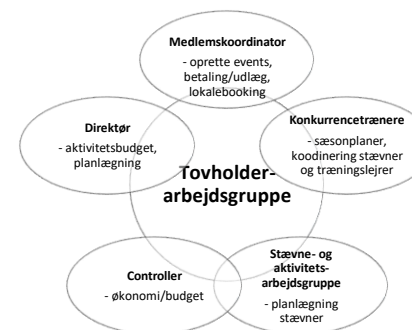 Medlemskoordinator
- oprette events,
betaling/udlæg,
lokalebooking
Direktør
- aktivitetsbudget,
planlægning
Konkurrencetrænere
- sæsonplaner,
koodinering stævner
og træningslejrer
Tovholder-
arbejdsgruppe
Controller
- økonomi/budget
Stævne- og
aktivitets-
arbejdsgruppe
- planlægning
stævner